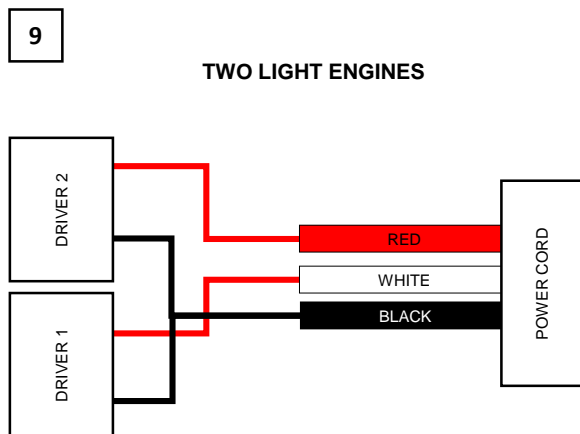 9
TWO LIGHT ENGINES
DRIVER 2
RED
WHITE
BLACK
POWER CORD
DRIVER 1